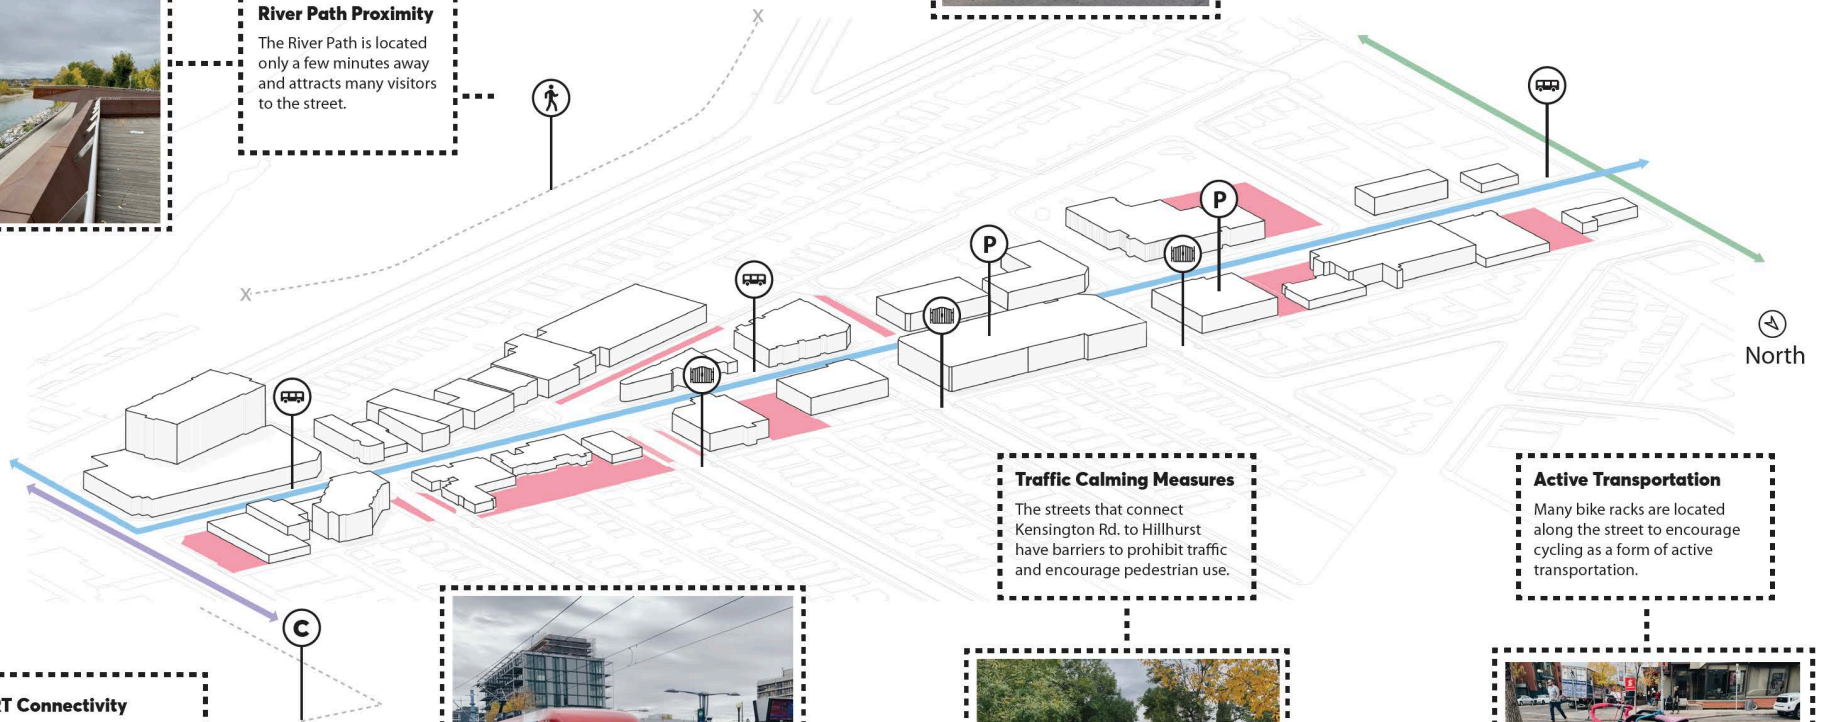 River Path Proximity
The River Path is located
only a few minutes away
and attracts many visitors
to the street.
X
X
P
P
North
Traffic Calming Measures
The streets that connect
Kensington Rd. to Hillhurst
have barriers to prohibit traffic
and encourage pedestrian use.
Active Transportation
Many bike racks are located
along the street to encourage
cycling as a form of active
transportation.
C
T Connectivity